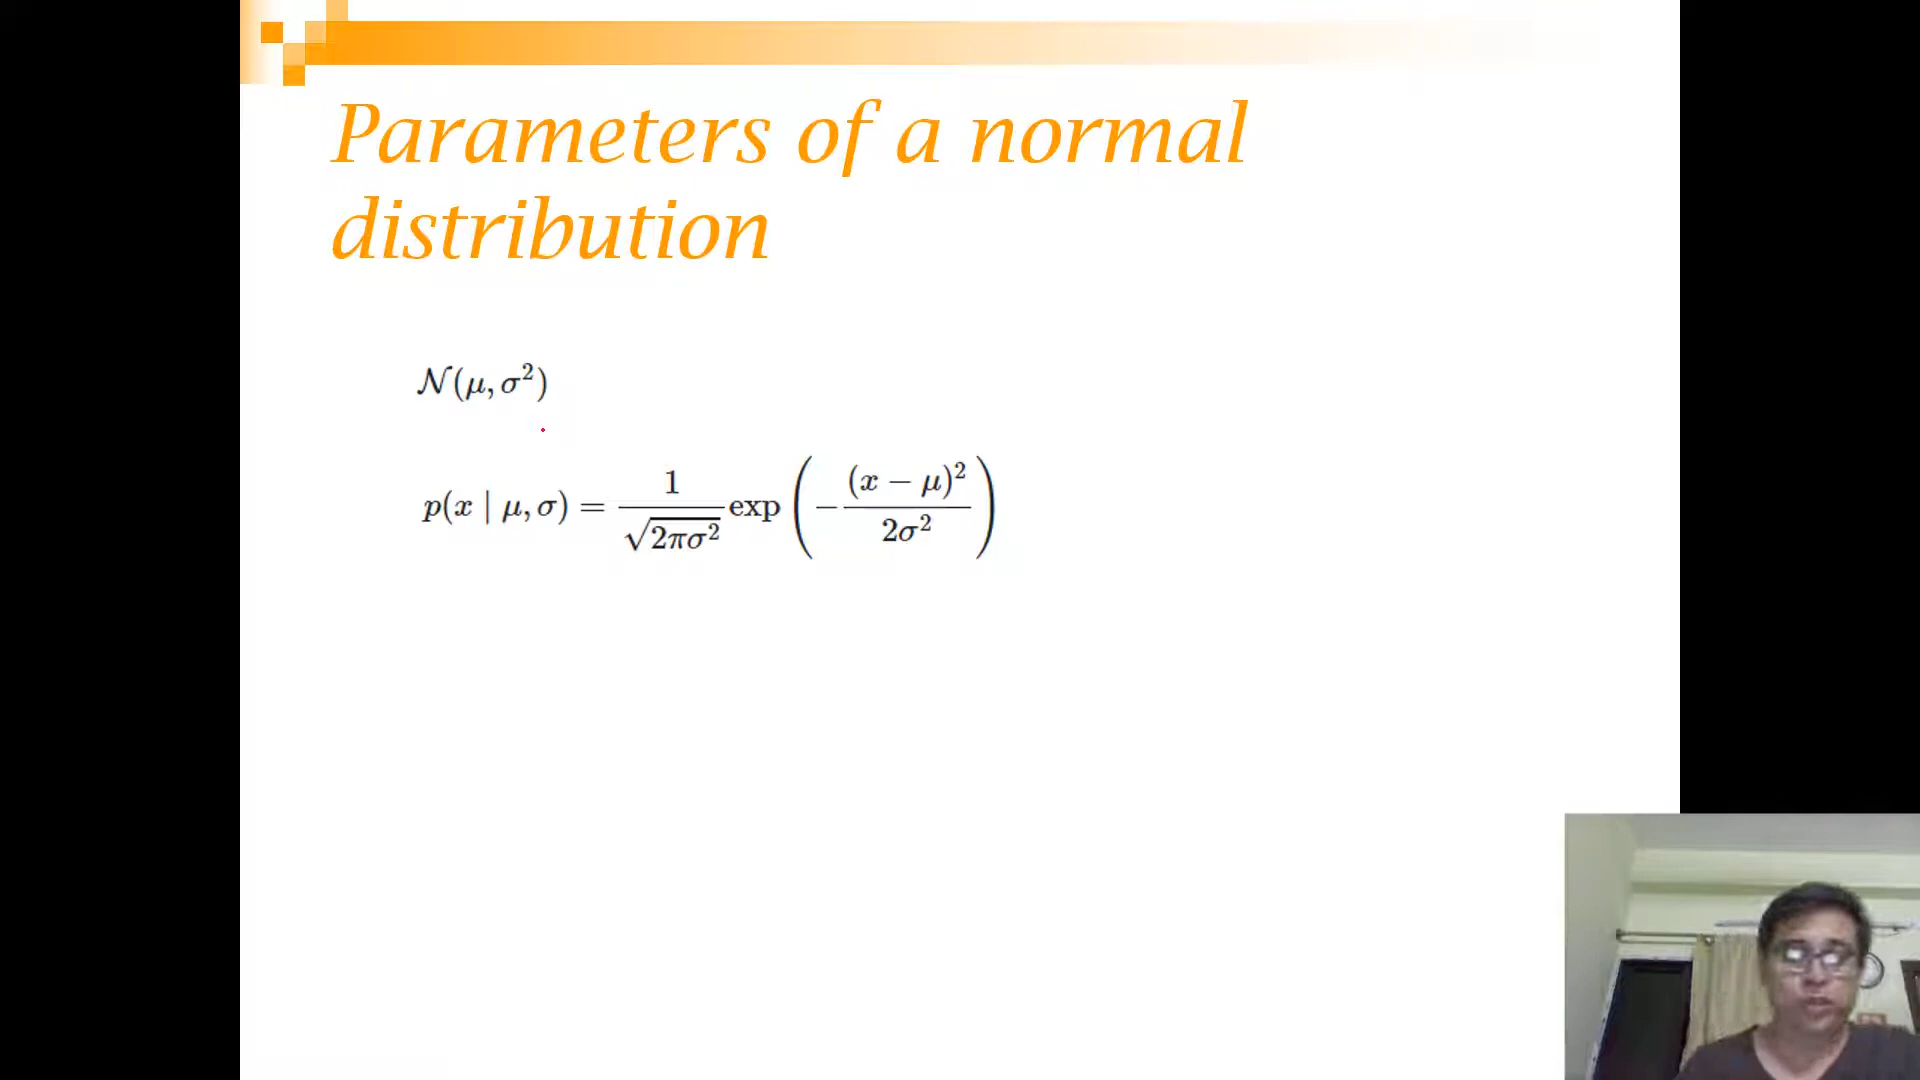 Parameters of a normal
distribution
𝒩(μ, σ²)
p(x | μ, σ) = 1/√(2πσ²) exp(−(x − μ)²/2σ²)